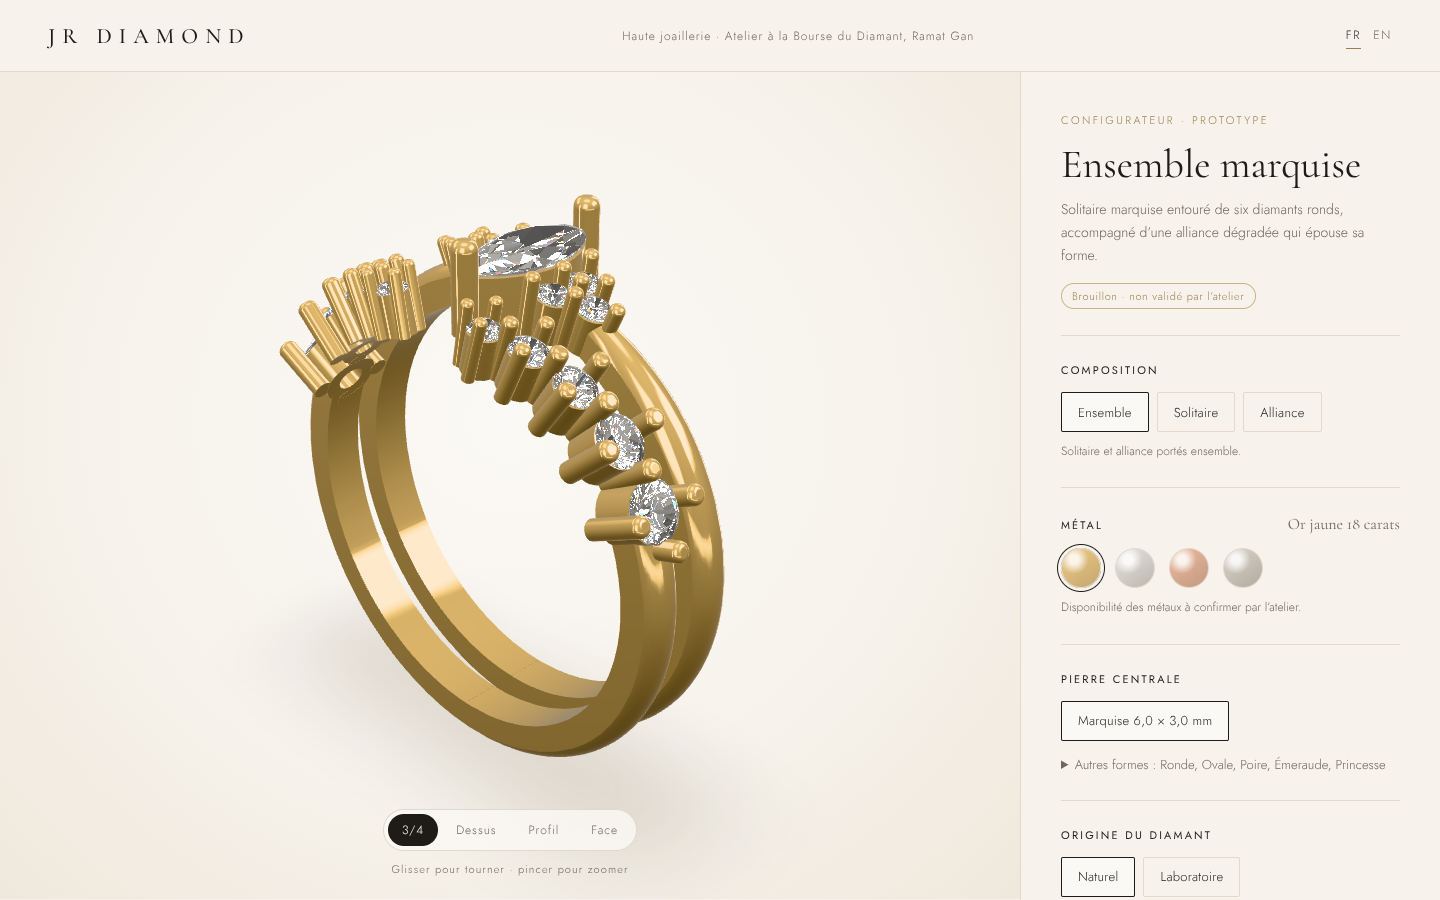 JR DIAMOND
Haute joaillerie · Atelier à la Bourse du Diamant, Ramat Gan
FR EN
CONFIGURATEUR · PROTOTYPE
Ensemble marquise
Solitaire marquise entouré de six diamants ronds,
accompagné d'une alliance dégradée qui épouse sa
forme.
Brouillon · non validé par l'atelier
COMPOSITION
Ensemble Solitaire Alliance
Solitaire et alliance portés ensemble.
MÉTAL Or jaune 18 carats
Disponibilité des métaux à confirmer par l'atelier.
PIERRE CENTRALE
Marquise 6,0 × 3,0 mm
Autres formes : Ronde, Ovale, Poire, Émeraude, Princesse
ORIGINE DU DIAMANT
Naturel Laboratoire
3/4 Dessus Profil Face
Glisser pour tourner · pincer pour zoomer